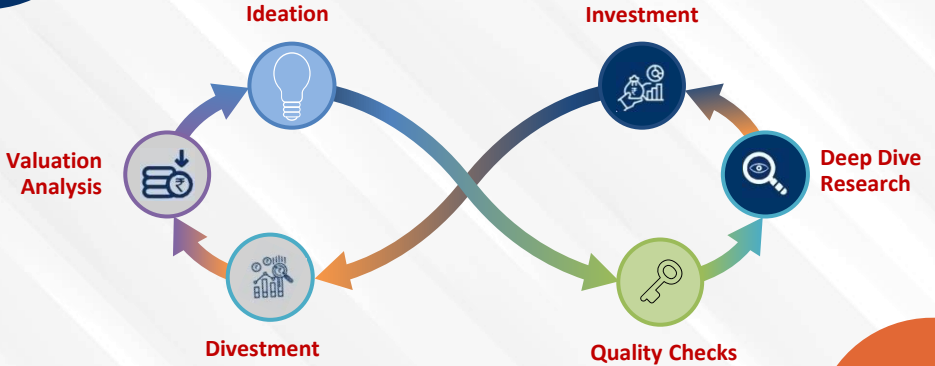 Ideation
Investment
Valuation
Analysis
Deep Dive
Research
Divestment
Quality Checks